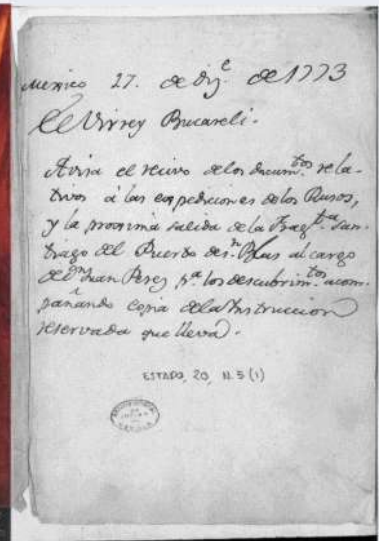 Mexico 27. de Diz.e de 1773
El Virrey Bucareli.
Avisa el recivo de los docum.tos rela-
tivos á las expediciones de los Rusos,
y la proxima salida de la Frag.ta San-
tiago del Puerto de S.n Blas al cargo
de D.n Juan Perez p.a los descubrim.tos acom-
pañando copia de la Instruccion
reservada que lleva.
ESTADO, 20, N. 5 (1)